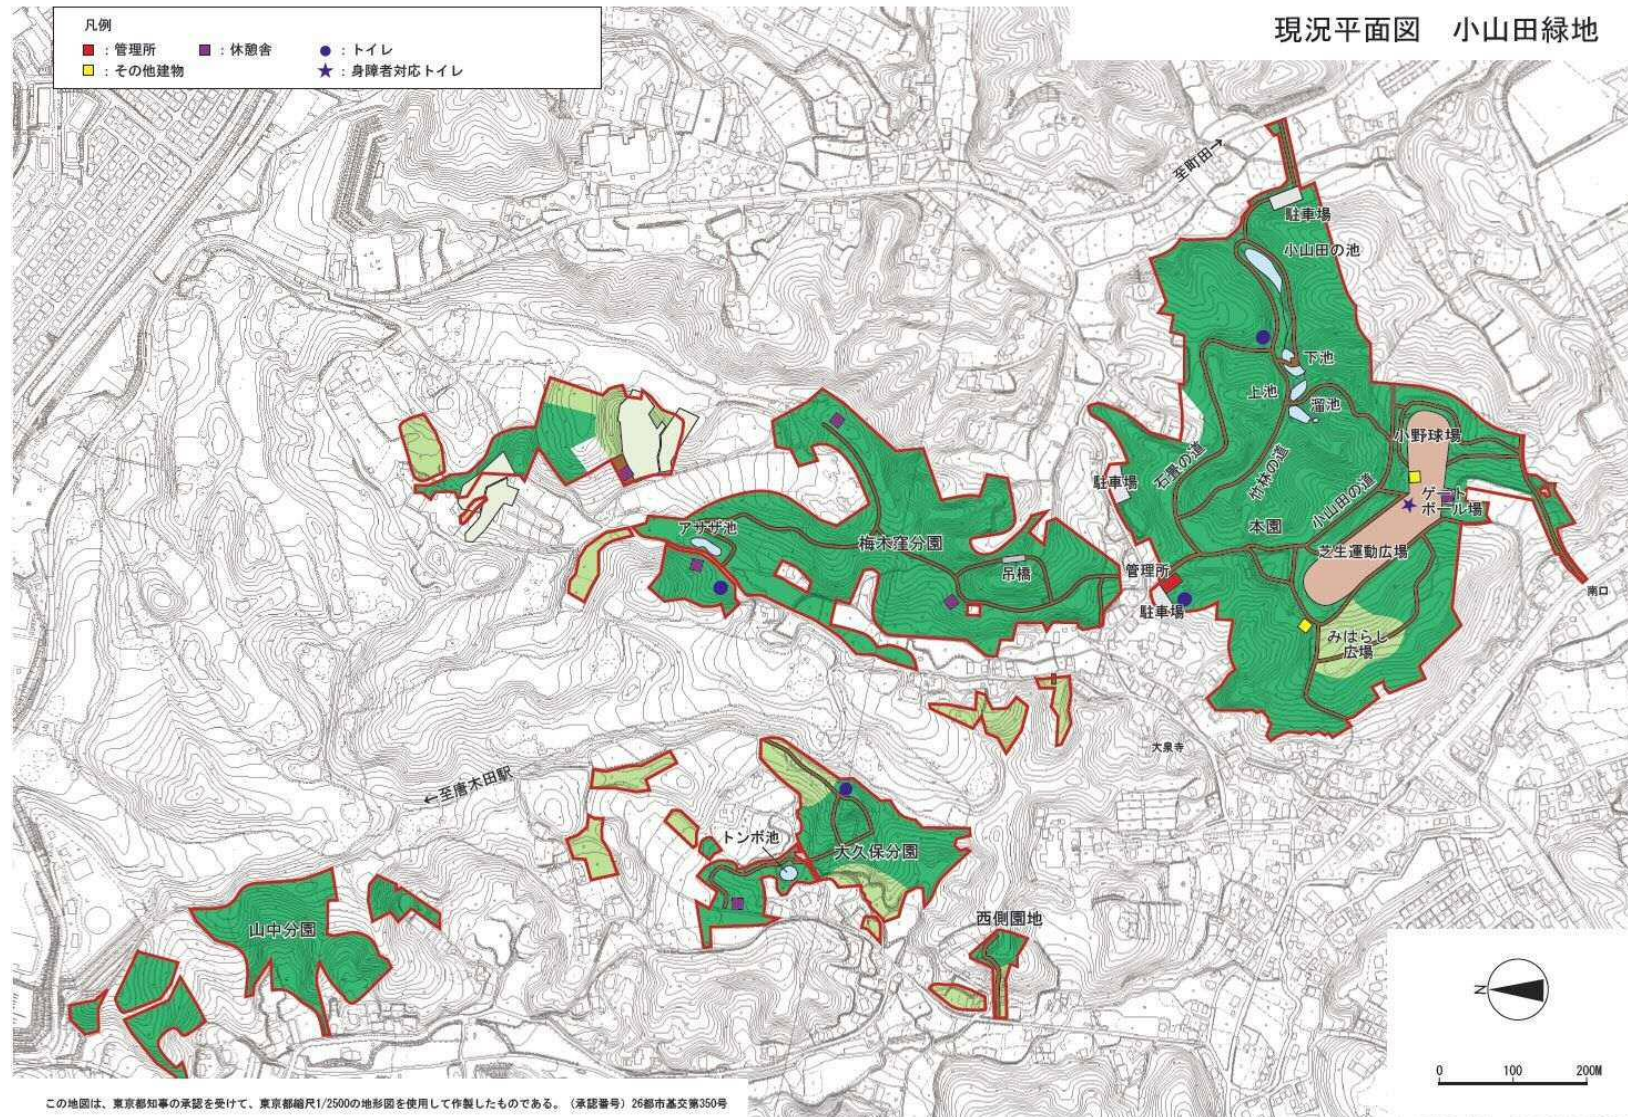 現況平面図 小山田緑地
凡例
：管理所 ：休憩舎 ：トイレ
：その他建物 ：身障者対応トイレ
至町田→
駐車場
小山田の池
下池
上池
溜池
小野球場
石畳の道
竹林の道
小山田の道
駐車場
ゲート
ボール場
本園
芝生運動広場
アサザ池
梅木窪分園
吊橋
管理所
駐車場
南口
みはらし
広場
大泉寺
←至唐木田駅
トンボ池
大久保分園
西側園地
山中分園
N
0 100 200M
この地図は、東京都知事の承認を受けて、東京都縮尺1/2500の地形図を使用して作製したものである。（承認番号）26都市基交第350号